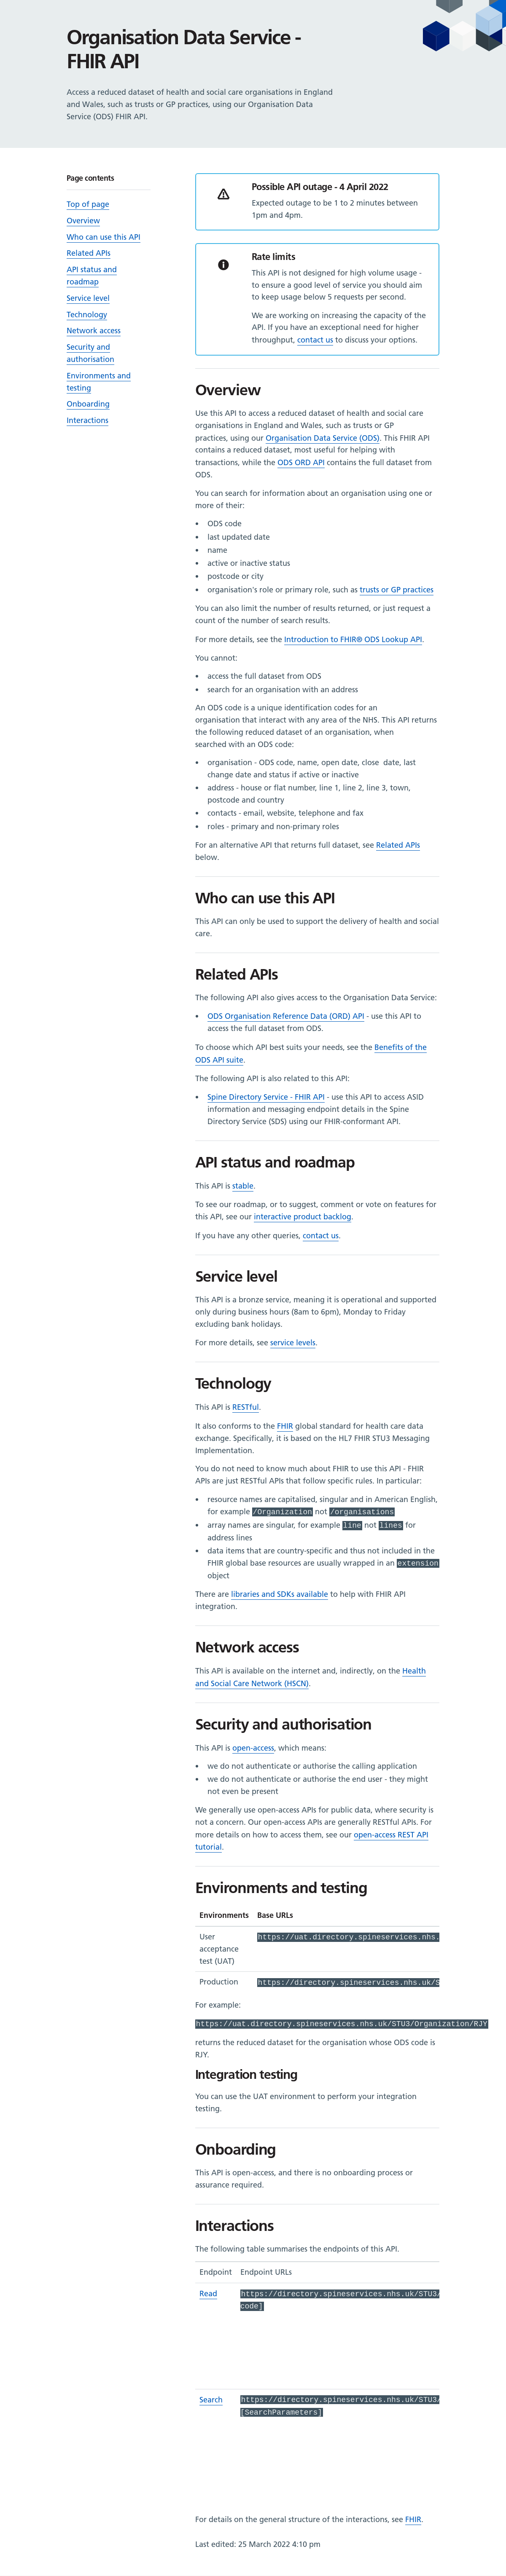 Organisation Data Service -
FHIR API
Access a reduced dataset of health and social care organisations in England
and Wales, such as trusts or GP practices, using our Organisation Data
Service (ODS) FHIR API.
Page contents
Top of page
Overview
Who can use this API
Related APIs
API status and
roadmap
Service level
Technology
Network access
Security and
authorisation
Environments and
testing
Onboarding
Interactions
Possible API outage - 4 April 2022
Expected outage to be 1 to 2 minutes between
1pm and 4pm.
Rate limits
This API is not designed for high volume usage -
to ensure a good level of service you should aim
to keep usage below 5 requests per second.
We are working on increasing the capacity of the
API. If you have an exceptional need for higher
throughput, contact us to discuss your options.
Overview
Use this API to access a reduced dataset of health and social care
organisations in England and Wales, such as trusts or GP
practices, using our Organisation Data Service (ODS). This FHIR API
contains a reduced dataset, most useful for helping with
transactions, while the ODS ORD API contains the full dataset from
ODS.
You can search for information about an organisation using one or
more of their:
• ODS code
• last updated date
• name
• active or inactive status
• postcode or city
• organisation's role or primary role, such as trusts or GP practices
You can also limit the number of results returned, or just request a
count of the number of search results.
For more details, see the Introduction to FHIR® ODS Lookup API.
You cannot:
• access the full dataset from ODS
• search for an organisation with an address
An ODS code is a unique identification codes for an
organisation that interact with any area of the NHS. This API returns
the following reduced dataset of an organisation, when
searched with an ODS code:
• organisation - ODS code, name, open date, close  date, last
change date and status if active or inactive
• address - house or flat number, line 1, line 2, line 3, town,
postcode and country
• contacts - email, website, telephone and fax
• roles - primary and non-primary roles
For an alternative API that returns full dataset, see Related APIs
below.
Who can use this API
This API can only be used to support the delivery of health and social
care.
Related APIs
The following API also gives access to the Organisation Data Service:
• ODS Organisation Reference Data (ORD) API - use this API to
access the full dataset from ODS.
To choose which API best suits your needs, see the Benefits of the
ODS API suite.
The following API is also related to this API:
• Spine Directory Service - FHIR API - use this API to access ASID
information and messaging endpoint details in the Spine
Directory Service (SDS) using our FHIR-conformant API.
API status and roadmap
This API is stable.
To see our roadmap, or to suggest, comment or vote on features for
this API, see our interactive product backlog.
If you have any other queries, contact us.
Service level
This API is a bronze service, meaning it is operational and supported
only during business hours (8am to 6pm), Monday to Friday
excluding bank holidays.
For more details, see service levels.
Technology
This API is RESTful.
It also conforms to the FHIR global standard for health care data
exchange. Specifically, it is based on the HL7 FHIR STU3 Messaging
Implementation.
You do not need to know much about FHIR to use this API - FHIR
APIs are just RESTful APIs that follow specific rules. In particular:
• resource names are capitalised, singular and in American English,
for example /Organization not /organisations
• array names are singular, for example line not lines for
address lines
• data items that are country-specific and thus not included in the
FHIR global base resources are usually wrapped in an extension
object
There are libraries and SDKs available to help with FHIR API
integration.
Network access
This API is available on the internet and, indirectly, on the Health
and Social Care Network (HSCN).
Security and authorisation
This API is open-access, which means:
• we do not authenticate or authorise the calling application
• we do not authenticate or authorise the end user - they might
not even be present
We generally use open-access APIs for public data, where security is
not a concern. Our open-access APIs are generally RESTful APIs. For
more details on how to access them, see our open-access REST API
tutorial.
Environments and testing
Environments Base URLs
User https://uat.directory.spineservices.nhs.
acceptance
test (UAT)
Production https://directory.spineservices.nhs.uk/S
For example:
https://uat.directory.spineservices.nhs.uk/STU3/Organization/RJY
returns the reduced dataset for the organisation whose ODS code is
RJY.
Integration testing
You can use the UAT environment to perform your integration
testing.
Onboarding
This API is open-access, and there is no onboarding process or
assurance required.
Interactions
The following table summarises the endpoints of this API.
Endpoint Endpoint URLs
Read https://directory.spineservices.nhs.uk/STU3/
code]
Search https://directory.spineservices.nhs.uk/STU3/
[SearchParameters]
For details on the general structure of the interactions, see FHIR.
Last edited: 25 March 2022 4:10 pm